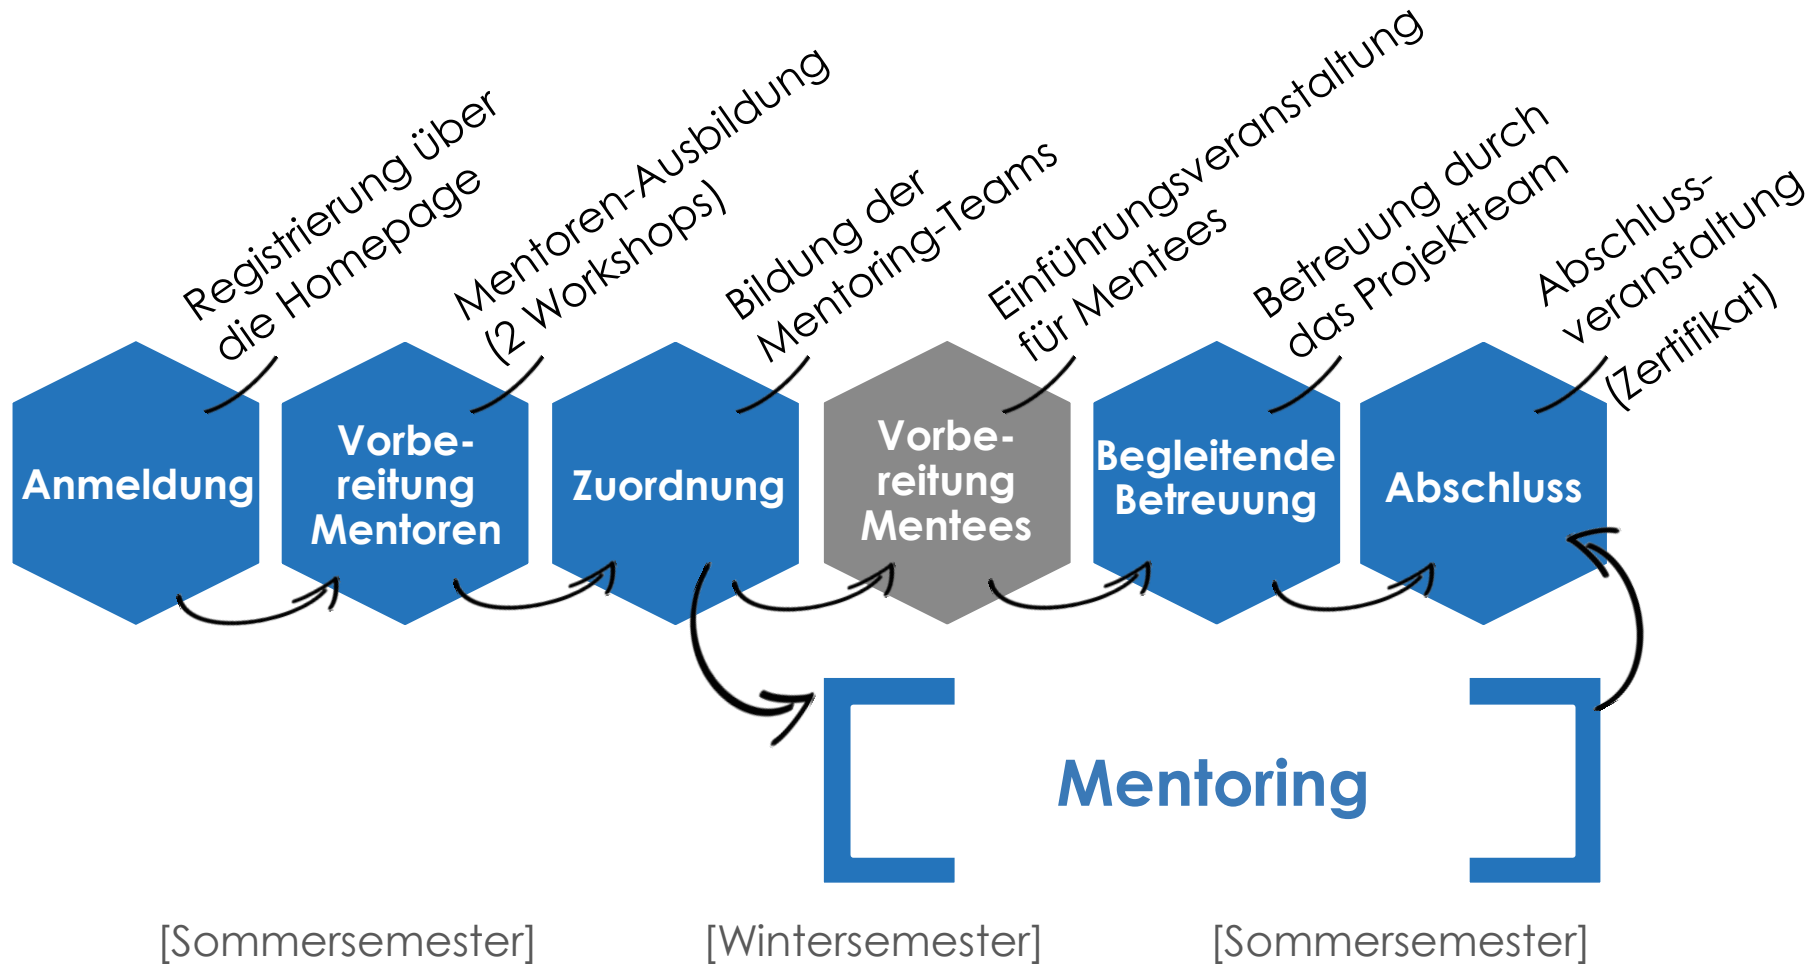 Registrierung über
die Homepage
Mentoren-Ausbildung
(2 Workshops)
Bildung der
Mentoring-Teams
Einführungsveranstaltung
für Mentees
Betreuung durch
das Projektteam
Abschluss-
veranstaltung
(Zertifikat)
Anmeldung
Vorbe-
reitung
Mentoren
Zuordnung
Vorbe-
reitung
Mentees
Begleitende
Betreuung
Abschluss
Mentoring
[Sommersemester]
[Wintersemester]
[Sommersemester]